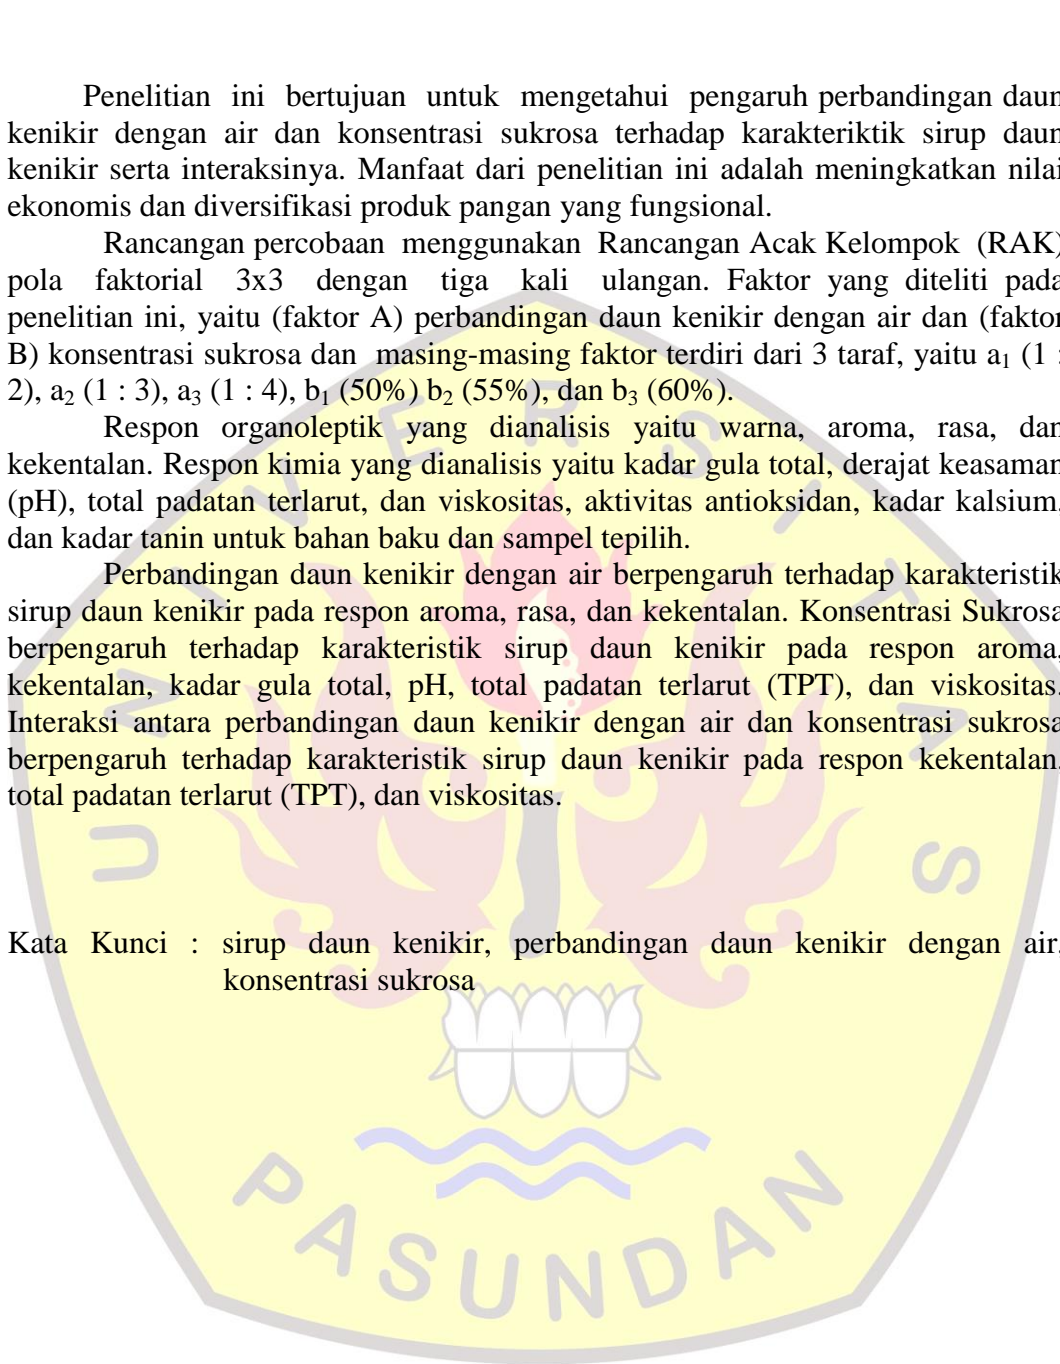 Penelitian ini bertujuan untuk mengetahui pengaruh perbandingan daun
kenikir dengan air dan konsentrasi sukrosa terhadap karakteriktik sirup daun
kenikir serta interaksinya. Manfaat dari penelitian ini adalah meningkatkan nilai
ekonomis dan diversifikasi produk pangan yang fungsional.
Rancangan percobaan menggunakan Rancangan Acak Kelompok (RAK)
pola faktorial 3x3 dengan tiga kali ulangan. Faktor yang diteliti pada
penelitian ini, yaitu (faktor A) perbandingan daun kenikir dengan air dan (faktor
B) konsentrasi sukrosa dan masing-masing faktor terdiri dari 3 taraf, yaitu a₁ (1 :
2), a₂ (1 : 3), a₃ (1 : 4), b₁ (50%) b₂ (55%), dan b₃ (60%).
Respon organoleptik yang dianalisis yaitu warna, aroma, rasa, dan
kekentalan. Respon kimia yang dianalisis yaitu kadar gula total, derajat keasaman
(pH), total padatan terlarut, dan viskositas, aktivitas antioksidan, kadar kalsium,
dan kadar tanin untuk bahan baku dan sampel tepilih.
Perbandingan daun kenikir dengan air berpengaruh terhadap karakteristik
sirup daun kenikir pada respon aroma, rasa, dan kekentalan. Konsentrasi Sukrosa
berpengaruh terhadap karakteristik sirup daun kenikir pada respon aroma,
kekentalan, kadar gula total, pH, total padatan terlarut (TPT), dan viskositas.
Interaksi antara perbandingan daun kenikir dengan air dan konsentrasi sukrosa
berpengaruh terhadap karakteristik sirup daun kenikir pada respon kekentalan,
total padatan terlarut (TPT), dan viskositas.
Kata Kunci : sirup daun kenikir, perbandingan daun kenikir dengan air,
konsentrasi sukrosa
UNIVERSITAS
PASUNDAN